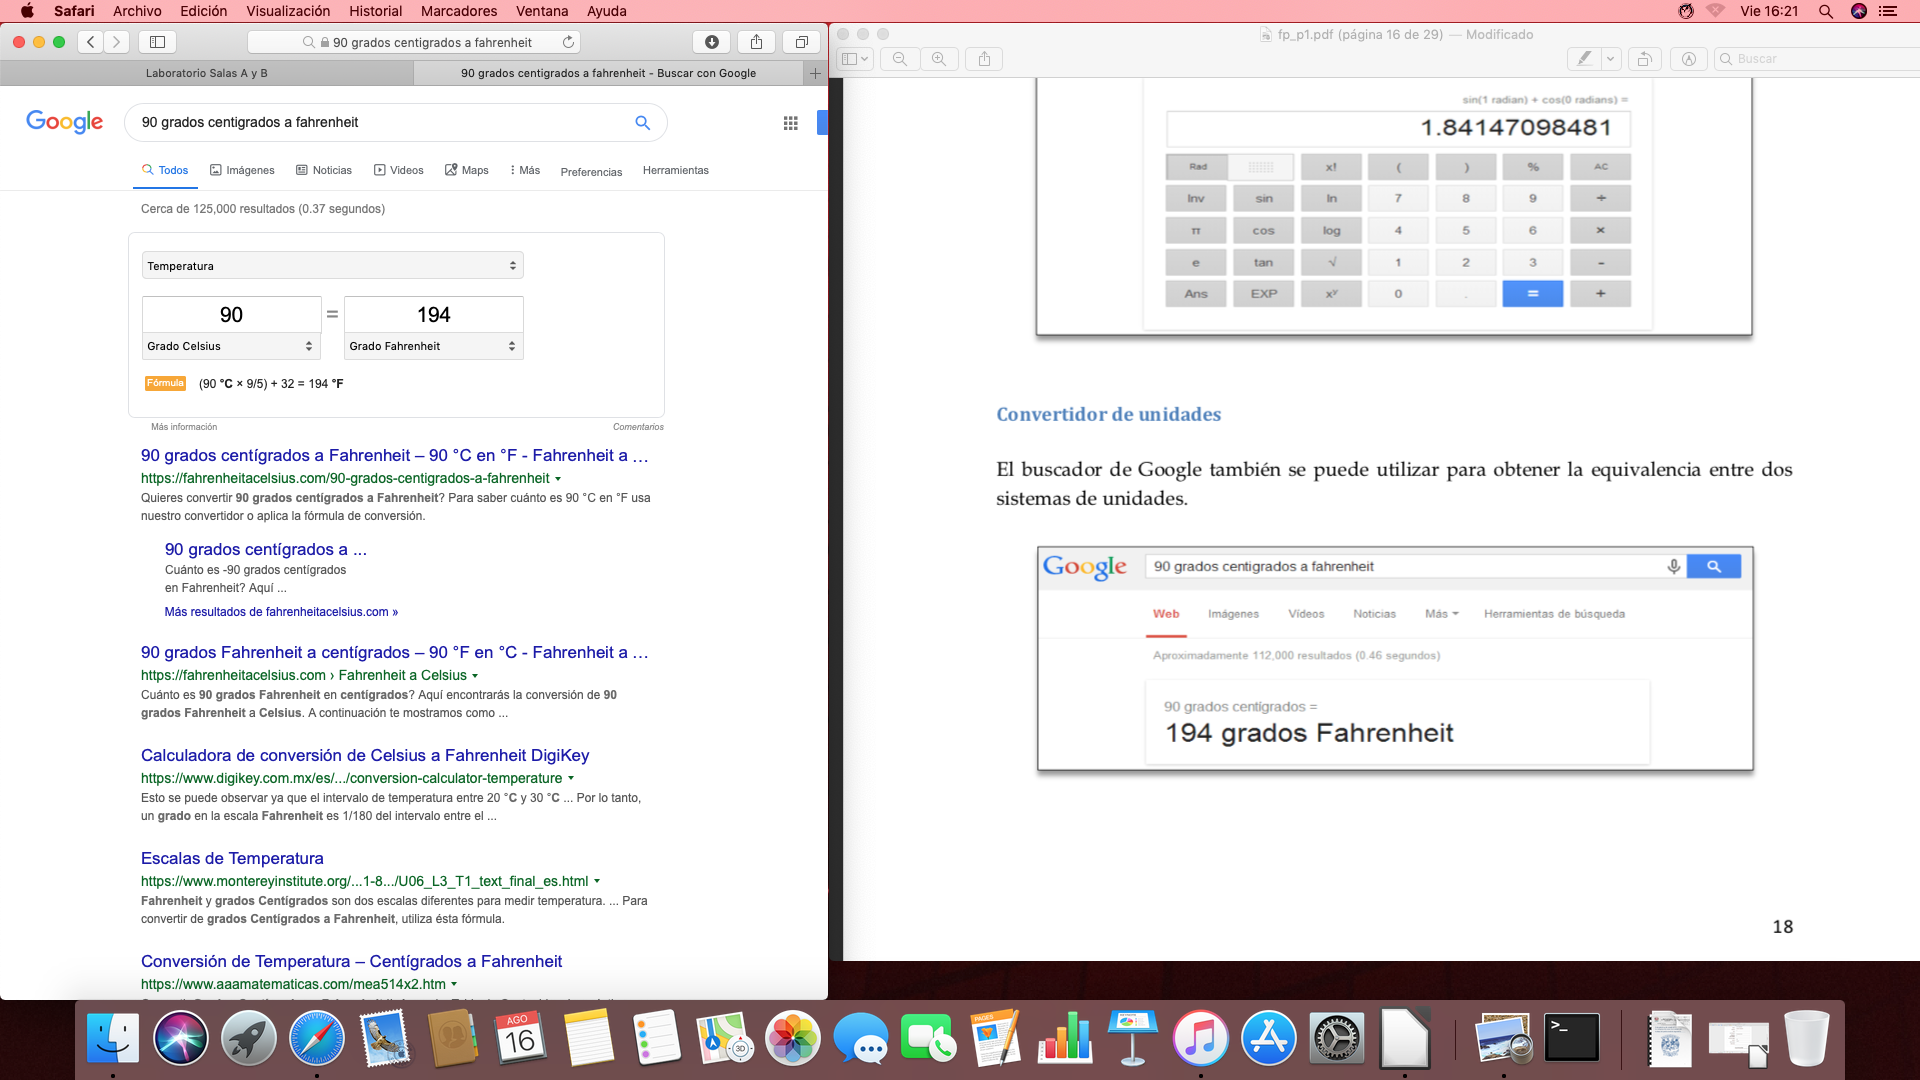 Safari Archivo Edición Visualización Historial Marcadores Ventana Ayuda
Vie 16:21
90 grados centigrados a fahrenheit
Laboratorio Salas A y B
90 grados centigrados a fahrenheit - Buscar con Google
Google
90 grados centigrados a fahrenheit
Todos Imágenes Noticias Videos Maps Más Preferencias Herramientas
Cerca de 125,000 resultados (0.37 segundos)
Temperatura
90 = 194
Grado Celsius Grado Fahrenheit
Fórmula (90 °C × 9/5) + 32 = 194 °F
Más información Comentarios
90 grados centígrados a Fahrenheit – 90 °C en °F - Fahrenheit a ...
https://fahrenheitacelsius.com/90-grados-centigrados-a-fahrenheit
Quieres convertir 90 grados centígrados a Fahrenheit? Para saber cuánto es 90 °C en °F usa
nuestro convertidor o aplica la fórmula de conversión.
90 grados centígrados a ...
Cuánto es -90 grados centígrados
en Fahrenheit? Aquí ...
Más resultados de fahrenheitacelsius.com »
90 grados Fahrenheit a centígrados – 90 °F en °C - Fahrenheit a ...
https://fahrenheitacelsius.com › Fahrenheit a Celsius
Cuánto es 90 grados Fahrenheit en centígrados? Aquí encontrarás la conversión de 90
grados Fahrenheit a Celsius. A continuación te mostramos como ...
Calculadora de conversión de Celsius a Fahrenheit DigiKey
https://www.digikey.com.mx/es/.../conversion-calculator-temperature
Esto se puede observar ya que el intervalo de temperatura entre 20 °C y 30 °C ... Por lo tanto,
un grado en la escala Fahrenheit es 1/180 del intervalo entre el ...
Escalas de Temperatura
https://www.montereyinstitute.org/...1-8.../U06_L3_T1_text_final_es.html
Fahrenheit y grados Centígrados son dos escalas diferentes para medir temperatura. ... Para
convertir de grados Centígrados a Fahrenheit, utiliza ésta fórmula.
Conversión de Temperatura – Centígrados a Fahrenheit
https://www.aaamatematicas.com/mea514x2.htm
fp_p1.pdf (página 16 de 29) — Modificado
Buscar
sin(1 radian) + cos(0 radians) =
1.84147098481
Rad x! ( ) % AC
Inv sin ln 7 8 9 ÷
π cos log 4 5 6 ×
e tan √ 1 2 3 -
Ans EXP xʸ 0 . = +
Convertidor de unidades
El buscador de Google también se puede utilizar para obtener la equivalencia entre dos
sistemas de unidades.
Google 90 grados centigrados a fahrenheit
Web Imágenes Vídeos Noticias Más Herramientas de búsqueda
Aproximadamente 112,000 resultados (0.46 segundos)
90 grados centígrados =
194 grados Fahrenheit
18
AGO
16
PAGES
3D
>_